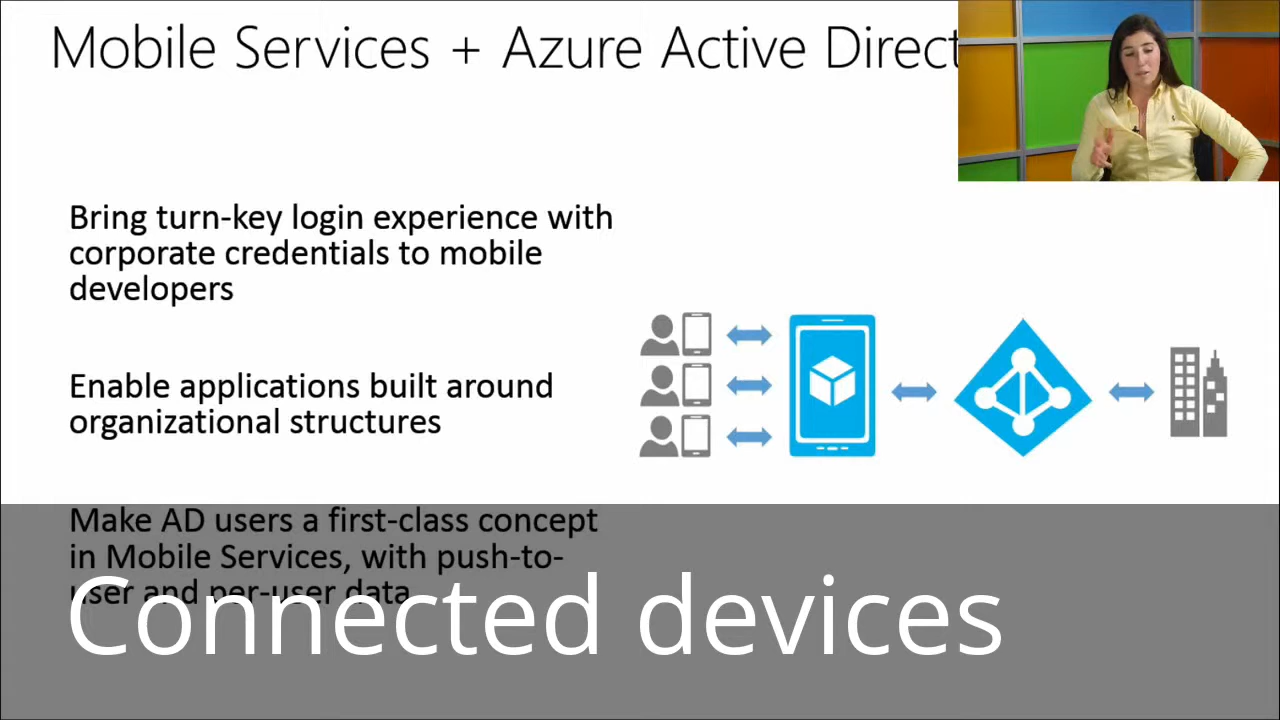 Mobile Services + Azure Active Direct
Bring turn-key login experience with
corporate credentials to mobile
developers
Enable applications built around
organizational structures
Make AD users a first-class concept
in Mobile Services, with push-to-
user and per-user data
Connected devices